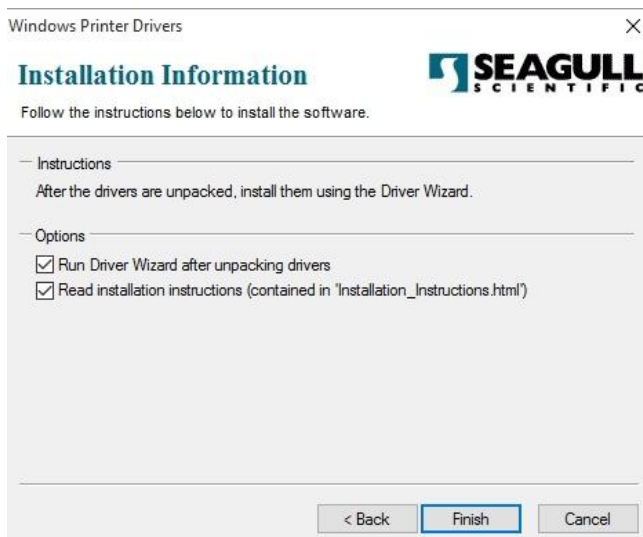 Windows Printer Drivers
Installation Information
SEAGULL
SCIENTIFIC
Follow the instructions below to install the software.
Instructions
After the drivers are unpacked, install them using the Driver Wizard.
Options
Run Driver Wizard after unpacking drivers
Read installation instructions (contained in 'Installation_Instructions.html')
< Back
Finish
Cancel